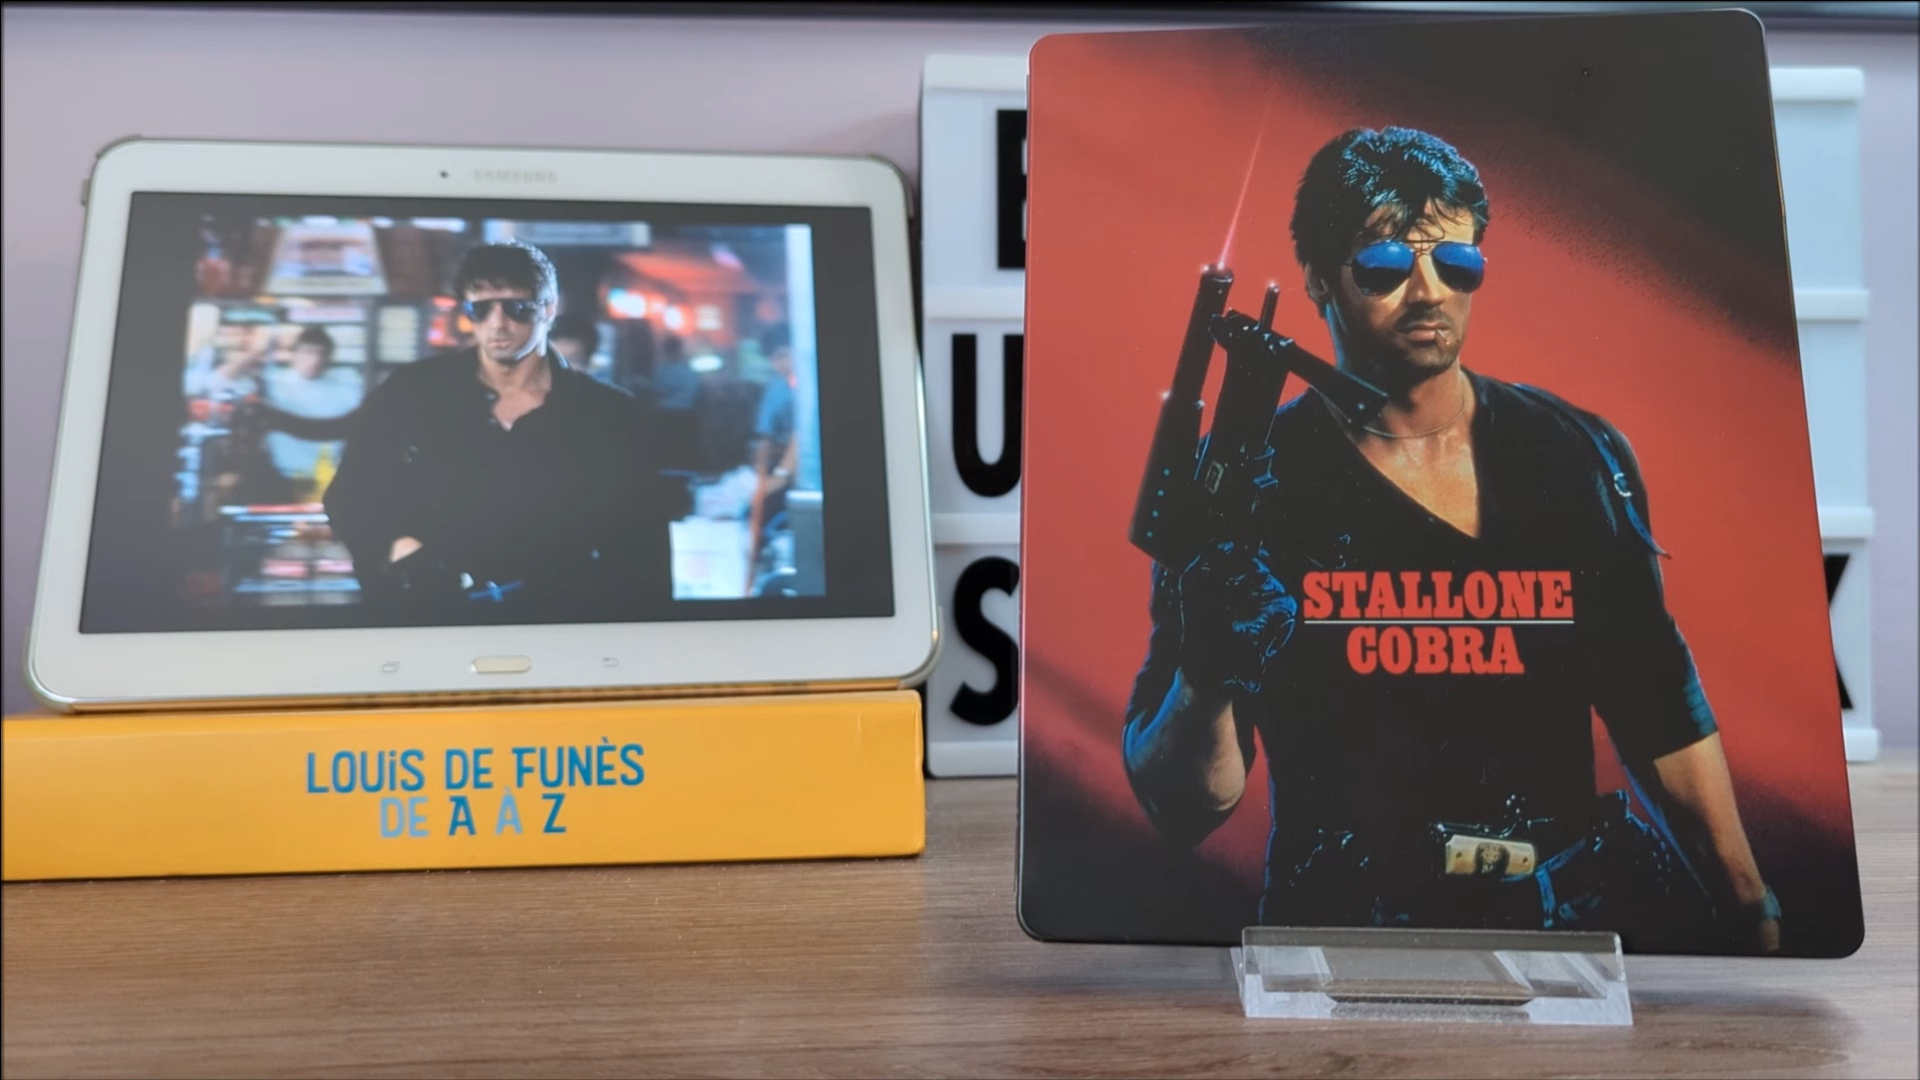 SAMSUNG
LOUiS DE FUNÈS
DE A À Z
STALLONE
COBRA
U
S